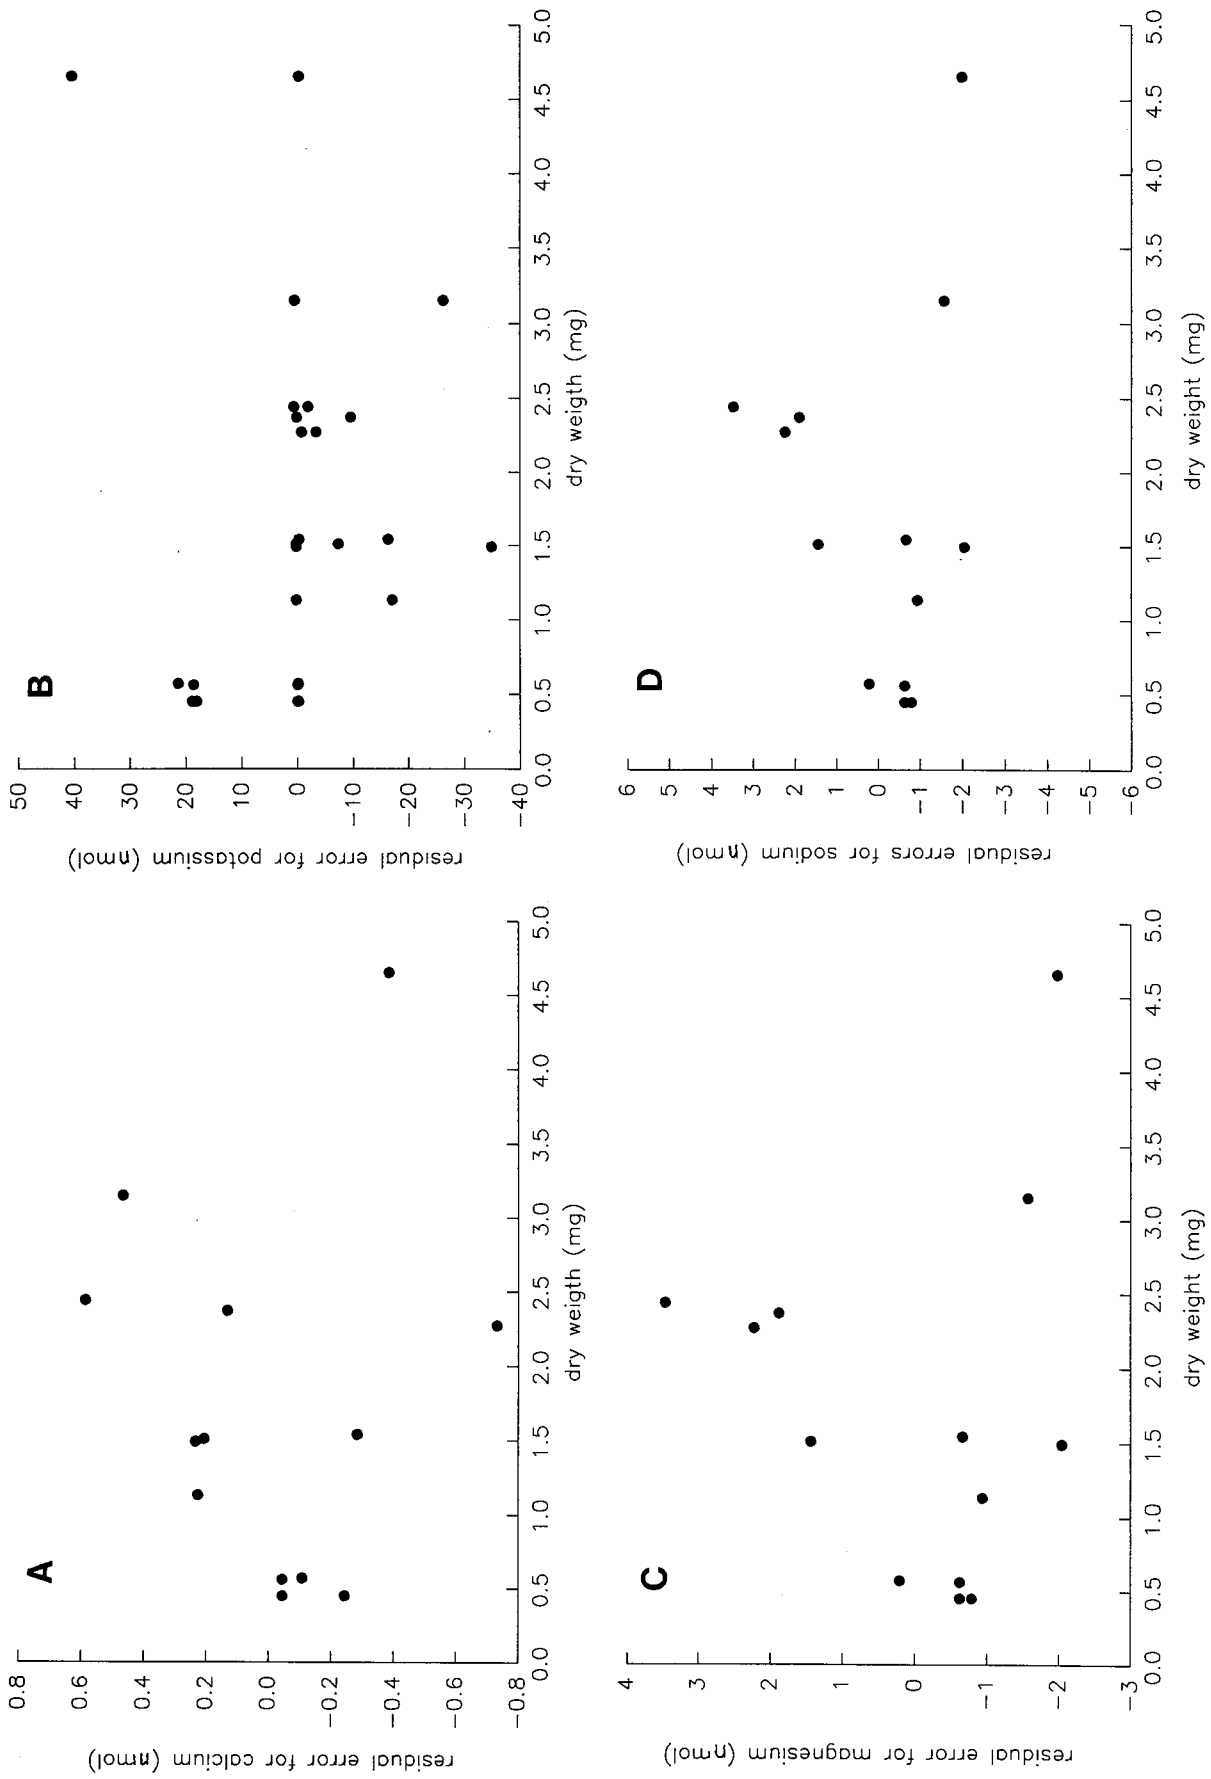 A
0.8
0.6
0.4
0.2
0.0
−0.2
−0.4
−0.6
−0.8
residual error for calcium (nmol)
0.0 0.5 1.0 1.5 2.0 2.5 3.0 3.5 4.0 4.5 5.0
dry weigth (mg)
B
50
40
30
20
10
0
−10
−20
−30
−40
residual error for potassium (nmol)
0.0 0.5 1.0 1.5 2.0 2.5 3.0 3.5 4.0 4.5 5.0
dry weigth (mg)
C
4
3
2
1
0
−1
−2
−3
residual error for magnesium (nmol)
0.0 0.5 1.0 1.5 2.0 2.5 3.0 3.5 4.0 4.5 5.0
dry weight (mg)
D
6
5
4
3
2
1
0
−1
−2
−3
−4
−5
−6
residual errors for sodium (nmol)
0.0 0.5 1.0 1.5 2.0 2.5 3.0 3.5 4.0 4.5 5.0
dry weight (mg)